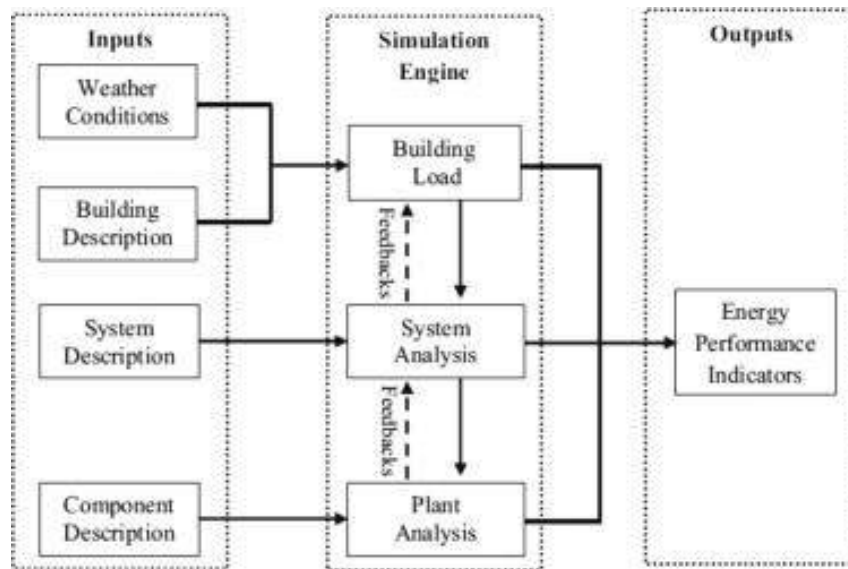 Inputs
Weather
Conditions
Building
Description
System
Description
Component
Description
Simulation
Engine
Building
Load
Feedbacks
System
Analysis
Feedbacks
Plant
Analysis
Outputs
Energy
Performance
Indicators